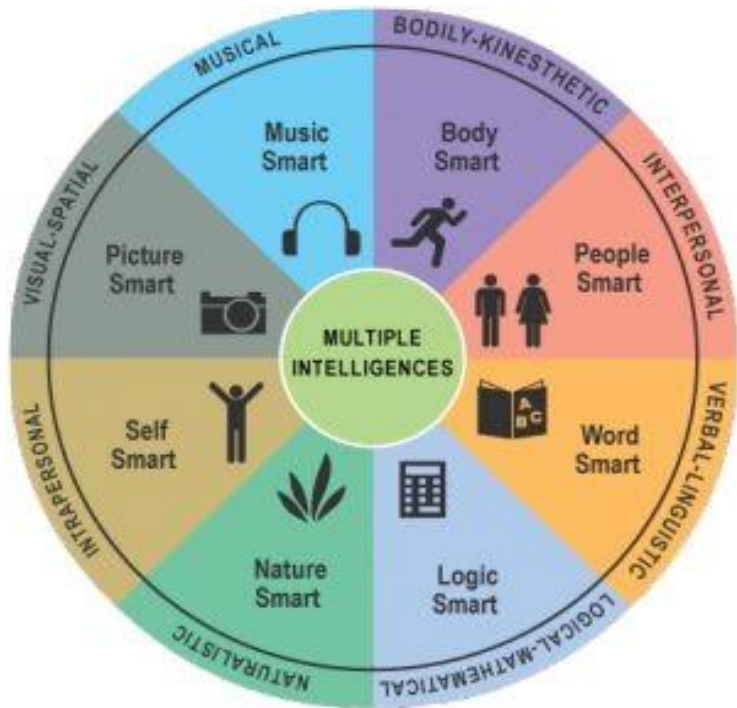 MUSICAL
BODILY-KINESTHETIC
INTERPERSONAL
VERBAL-LINGUISTIC
LOGICAL-MATHEMATICAL
NATURALISTIC
INTRAPERSONAL
VISUAL-SPATIAL
Music
Smart
Body
Smart
People
Smart
Word
Smart
Logic
Smart
Nature
Smart
Self
Smart
Picture
Smart
MULTIPLE
INTELLIGENCES
A
B
C